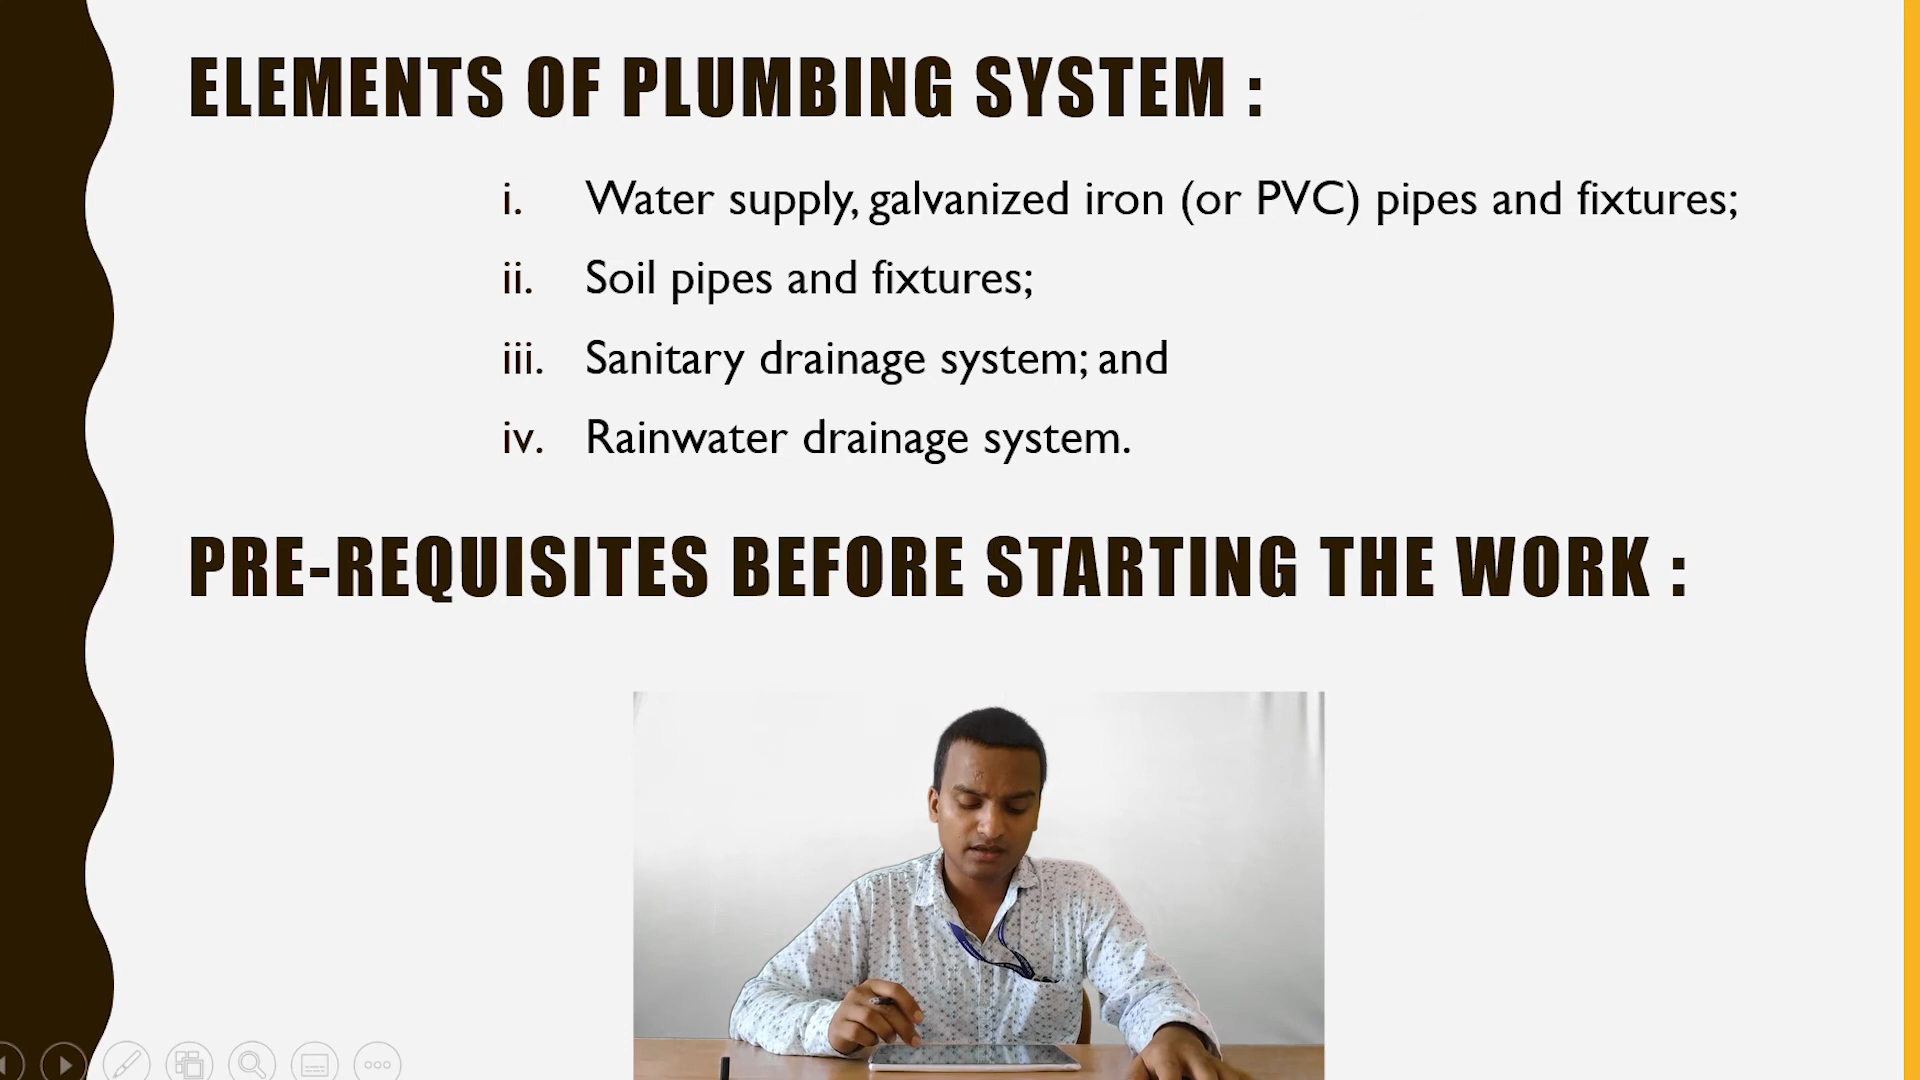 ELEMENTS OF PLUMBING SYSTEM :
i. Water supply, galvanized iron (or PVC) pipes and fixtures;
ii. Soil pipes and fixtures;
iii. Sanitary drainage system; and
iv. Rainwater drainage system.
PRE-REQUISITES BEFORE STARTING THE WORK :